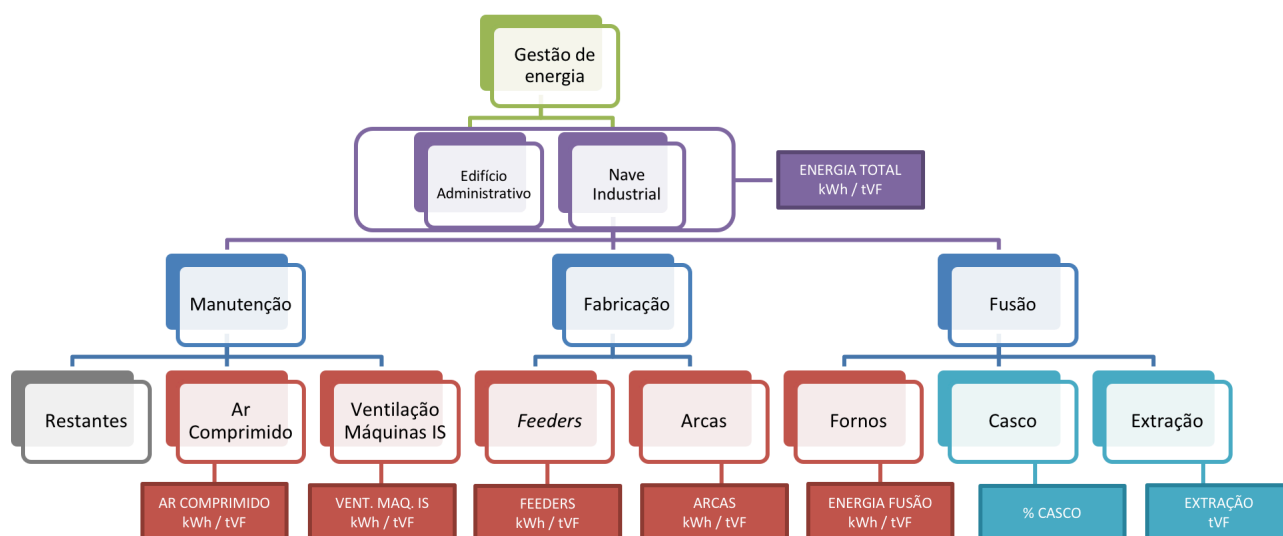 Gestão de
energia
Edifício
Administrativo
Nave
Industrial
ENERGIA TOTAL
kWh / tVF
Manutenção
Fabricação
Fusão
Restantes
Ar
Comprimido
Ventilação
Máquinas IS
Feeders
Arcas
Fornos
Casco
Extração
AR COMPRIMIDO
kWh / tVF
VENT. MAQ. IS
kWh / tVF
FEEDERS
kWh / tVF
ARCAS
kWh / tVF
ENERGIA FUSÃO
kWh / tVF
% CASCO
EXTRAÇÃO
tVF